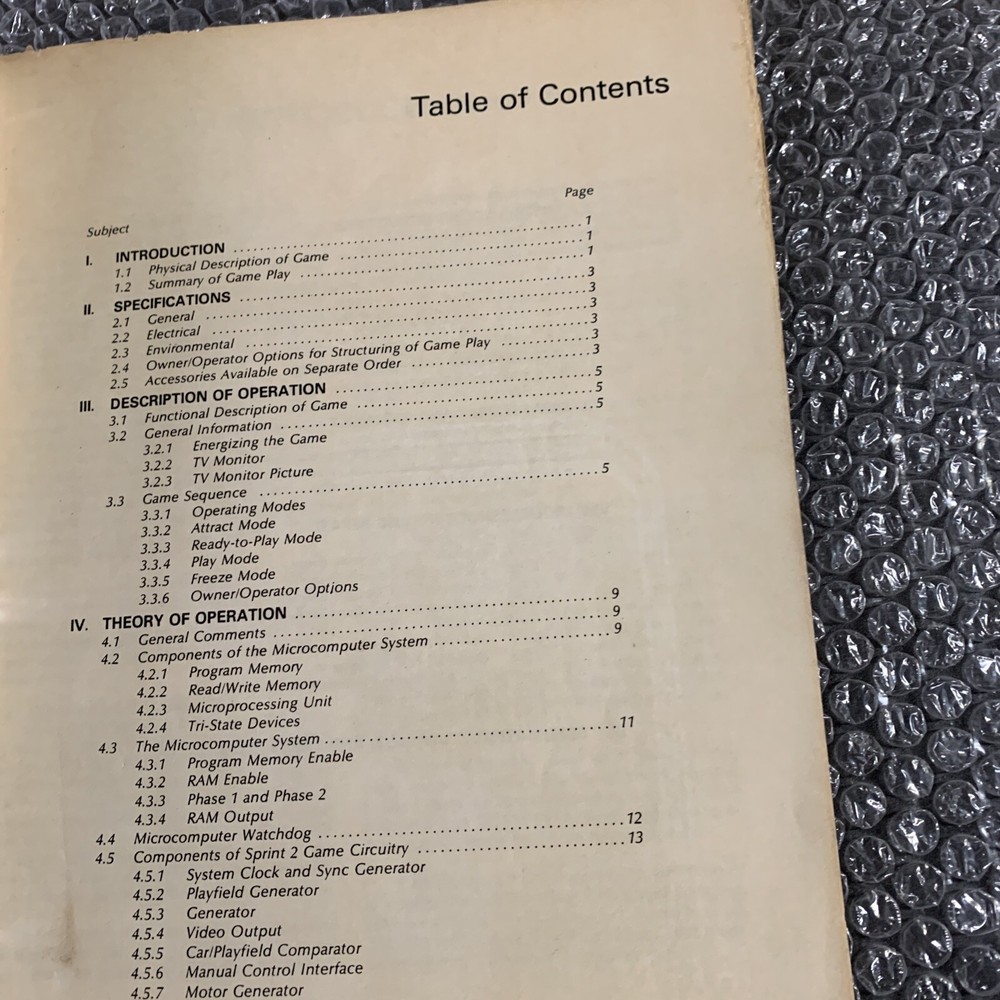 Table of Contents
Subject Page
I. INTRODUCTION 1
1.1 Physical Description of Game 1
1.2 Summary of Game Play 1
II. SPECIFICATIONS 3
2.1 General 3
2.2 Electrical 3
2.3 Environmental 3
2.4 Owner/Operator Options for Structuring of Game Play 3
2.5 Accessories Available on Separate Order 3
III. DESCRIPTION OF OPERATION 5
3.1 Functional Description of Game 5
3.2 General Information 5
3.2.1 Energizing the Game
3.2.2 TV Monitor
3.2.3 TV Monitor Picture
3.3 Game Sequence 5
3.3.1 Operating Modes
3.3.2 Attract Mode
3.3.3 Ready-to-Play Mode
3.3.4 Play Mode
3.3.5 Freeze Mode
3.3.6 Owner/Operator Options
IV. THEORY OF OPERATION 9
4.1 General Comments 9
4.2 Components of the Microcomputer System 9
4.2.1 Program Memory
4.2.2 Read/Write Memory
4.2.3 Microprocessing Unit
4.2.4 Tri-State Devices
4.3 The Microcomputer System 11
4.3.1 Program Memory Enable
4.3.2 RAM Enable
4.3.3 Phase 1 and Phase 2
4.3.4 RAM Output
4.4 Microcomputer Watchdog 12
4.5 Components of Sprint 2 Game Circuitry 13
4.5.1 System Clock and Sync Generator
4.5.2 Playfield Generator
4.5.3 Generator
4.5.4 Video Output
4.5.5 Car/Playfield Comparator
4.5.6 Manual Control Interface
4.5.7 Motor Generator